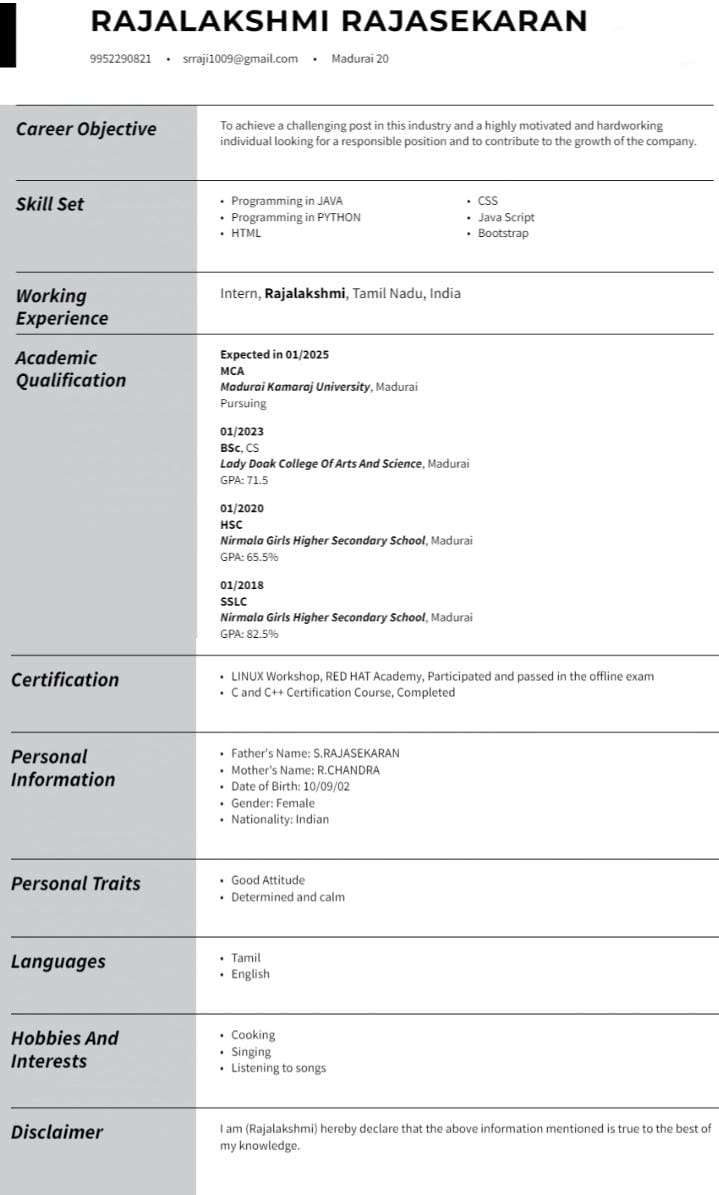 RAJALAKSHMI RAJASEKARAN
9952290821 • srraji1009@gmail.com • Madurai 20
Career Objective
To achieve a challenging post in this industry and a highly motivated and hardworking
individual looking for a responsible position and to contribute to the growth of the company.
Skill Set
• Programming in JAVA
• Programming in PYTHON
• HTML
• CSS
• Java Script
• Bootstrap
Working
Experience
Intern, Rajalakshmi, Tamil Nadu, India
Academic
Qualification
Expected in 01/2025
MCA
Madurai Kamaraj University, Madurai
Pursuing
01/2023
BSc, CS
Lady Doak College Of Arts And Science, Madurai
GPA: 71.5
01/2020
HSC
Nirmala Girls Higher Secondary School, Madurai
GPA: 65.5%
01/2018
SSLC
Nirmala Girls Higher Secondary School, Madurai
GPA: 82.5%
Certification
• LINUX Workshop, RED HAT Academy, Participated and passed in the offline exam
• C and C++ Certification Course, Completed
Personal
Information
• Father's Name: S.RAJASEKARAN
• Mother's Name: R.CHANDRA
• Date of Birth: 10/09/02
• Gender: Female
• Nationality: Indian
Personal Traits
• Good Attitude
• Determined and calm
Languages
• Tamil
• English
Hobbies And
Interests
• Cooking
• Singing
• Listening to songs
Disclaimer
I am (Rajalakshmi) hereby declare that the above information mentioned is true to the best of
my knowledge.